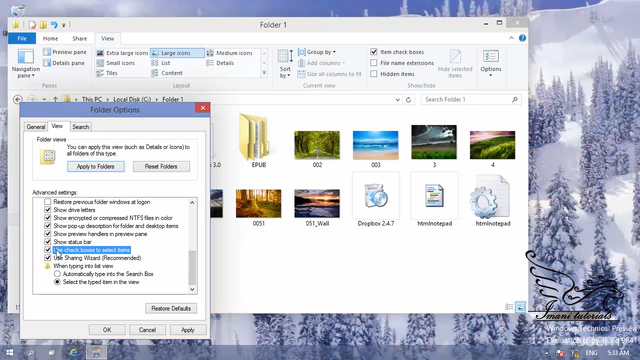 Folder 1
File
Home
Share
View
Navigation pane
Preview pane
Details pane
Extra large icons
Large icons
Medium icons
Small icons
List
Details
Tiles
Content
Sort by
Group by
Add columns
Size all columns to fit
Item check boxes
File name extensions
Hidden items
Hide selected items
Options
Panes
Layout
Current view
Show/hide
This PC
Local Disk (C:)
Folder 1
Search Folder 1
Folder Options
General
View
Search
Folder views
You can apply this view (such as Details or Icons) to
all folders of this type.
Apply to Folders
Reset Folders
Advanced settings:
Restore previous folder windows at logon
Show drive letters
Show encrypted or compressed NTFS files in color
Show pop-up description for folder and desktop items
Show preview handlers in preview pane
Show status bar
Use check boxes to select items
Use Sharing Wizard (Recommended)
When typing into list view
Automatically type into the Search Box
Select the typed item in the view
Restore Defaults
OK
Cancel
Apply
3.0
EPUB
002
003
3
4
0051
051_Wall
Dropbox 2.4.7
htmlnotepad
htmlnotepad
Imani tutorials
Windows Technical Preview
ENG
5:33 AM